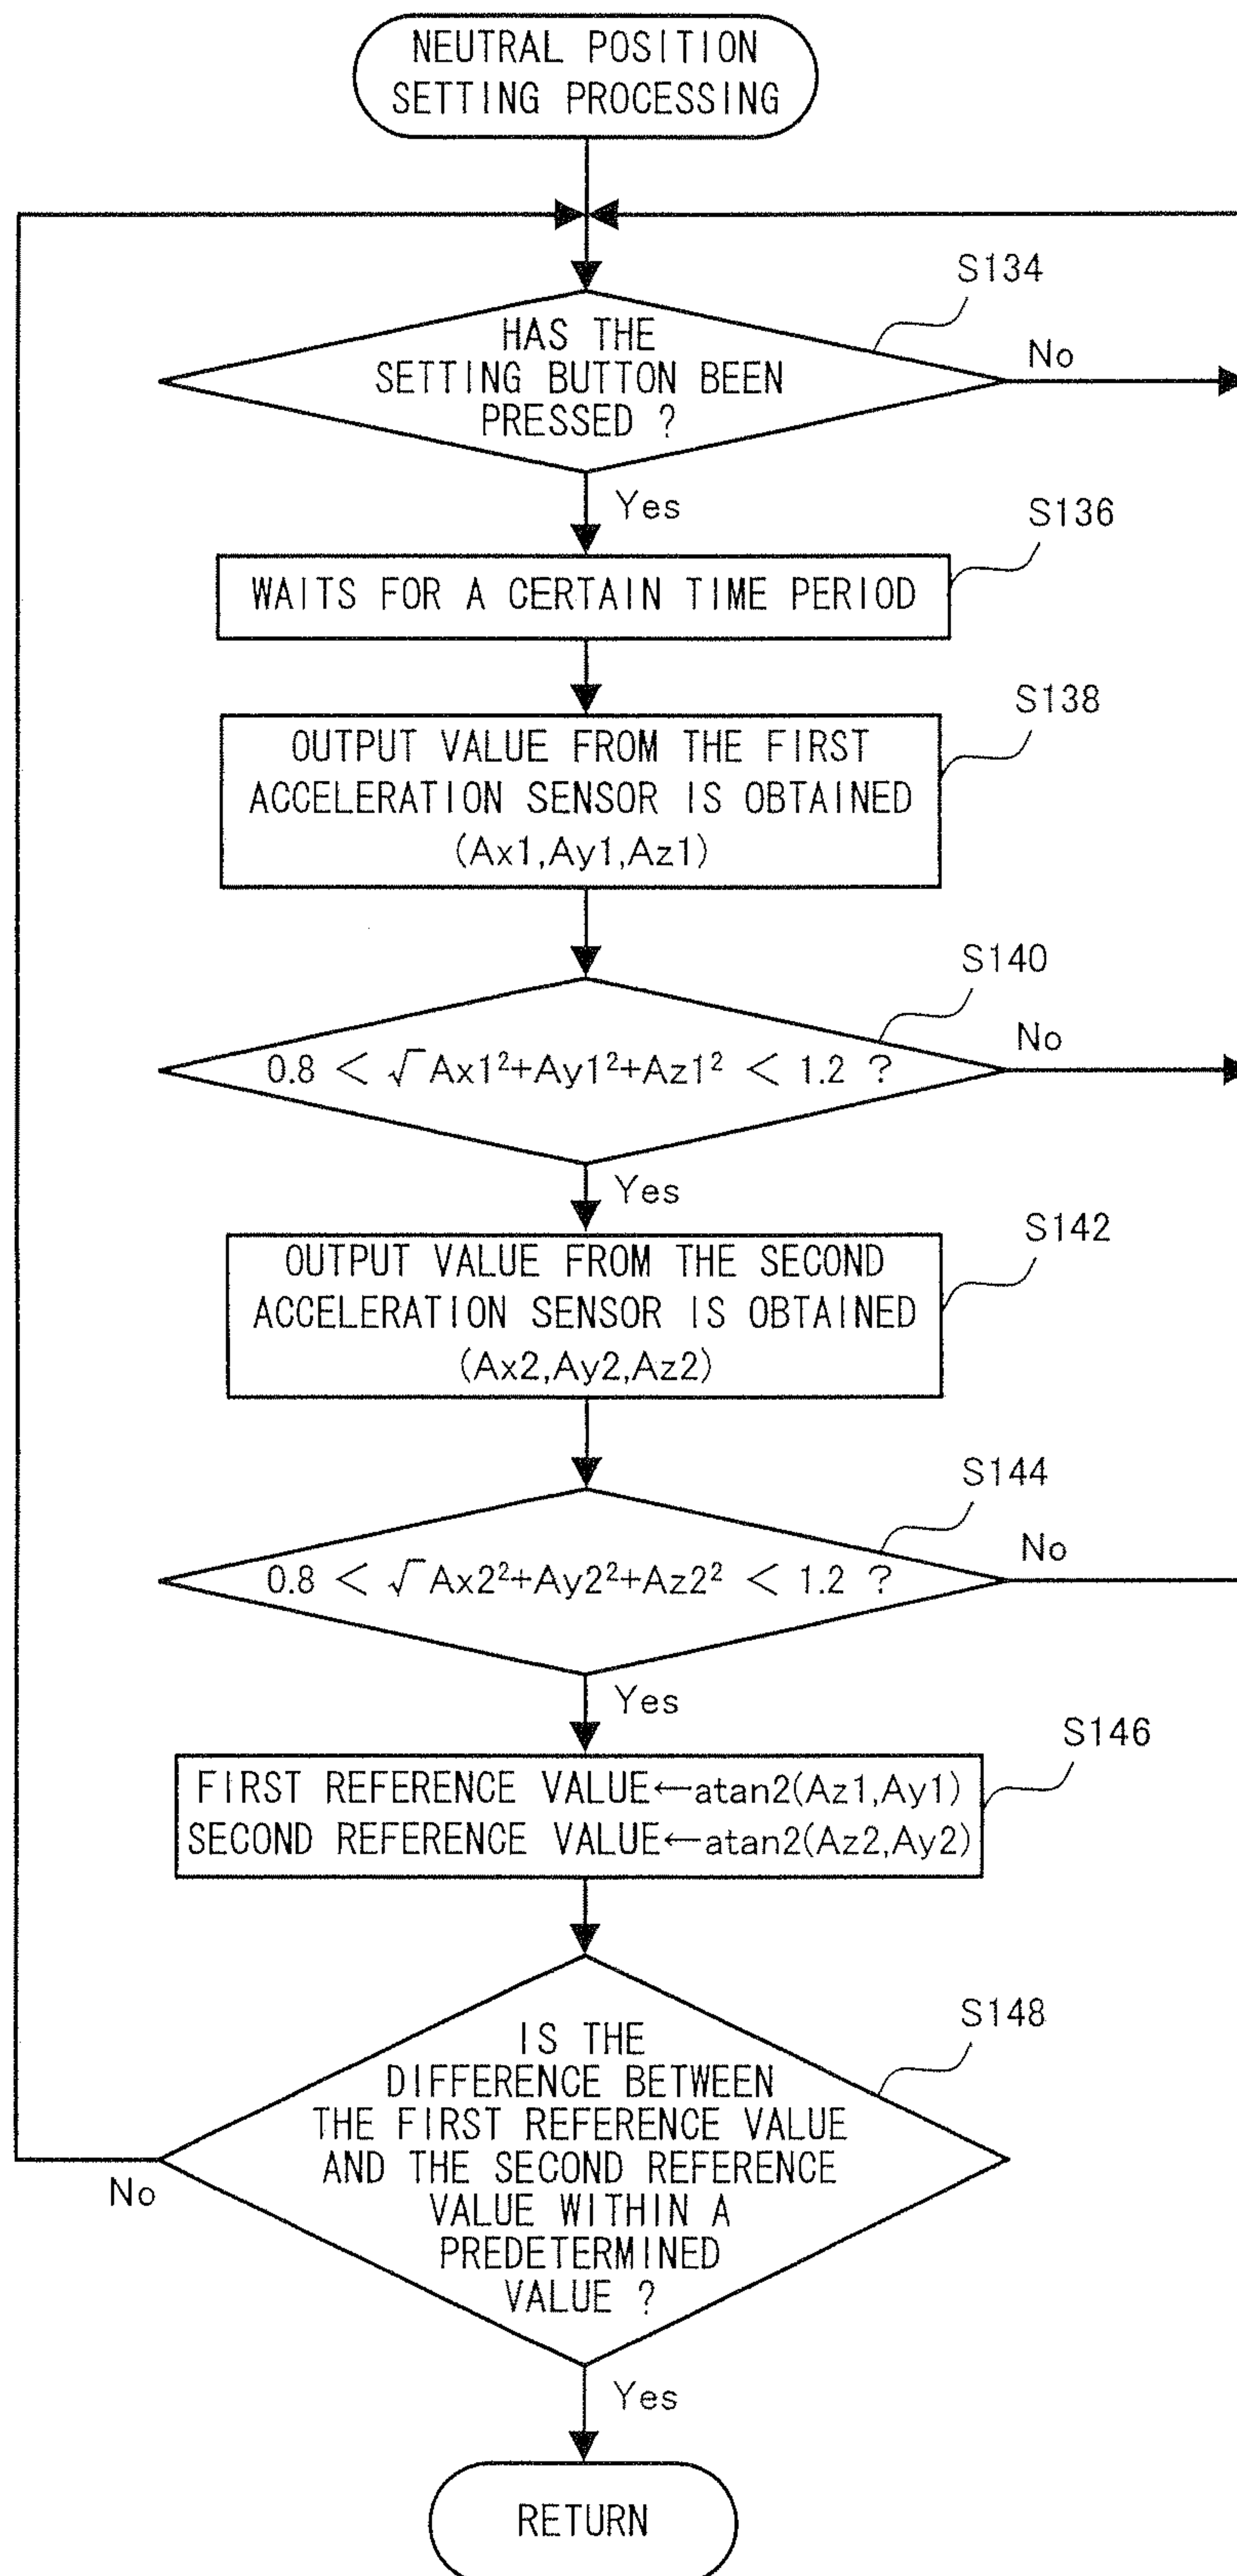 NEUTRAL POSITION
SETTING PROCESSING
S134
HAS THE
SETTING BUTTON BEEN
PRESSED ?
No
Yes
S136
WAITS FOR A CERTAIN TIME PERIOD
S138
OUTPUT VALUE FROM THE FIRST
ACCELERATION SENSOR IS OBTAINED
(Ax1,Ay1,Az1)
S140
0.8 < √Ax1²+Ay1²+Az1² < 1.2 ?
No
Yes
S142
OUTPUT VALUE FROM THE SECOND
ACCELERATION SENSOR IS OBTAINED
(Ax2,Ay2,Az2)
S144
0.8 < √Ax2²+Ay2²+Az2² < 1.2 ?
No
Yes
S146
FIRST REFERENCE VALUE←atan2(Az1,Ay1)
SECOND REFERENCE VALUE←atan2(Az2,Ay2)
S148
IS THE
DIFFERENCE BETWEEN
THE FIRST REFERENCE VALUE
AND THE SECOND REFERENCE
VALUE WITHIN A
PREDETERMINED
VALUE ?
No
Yes
RETURN